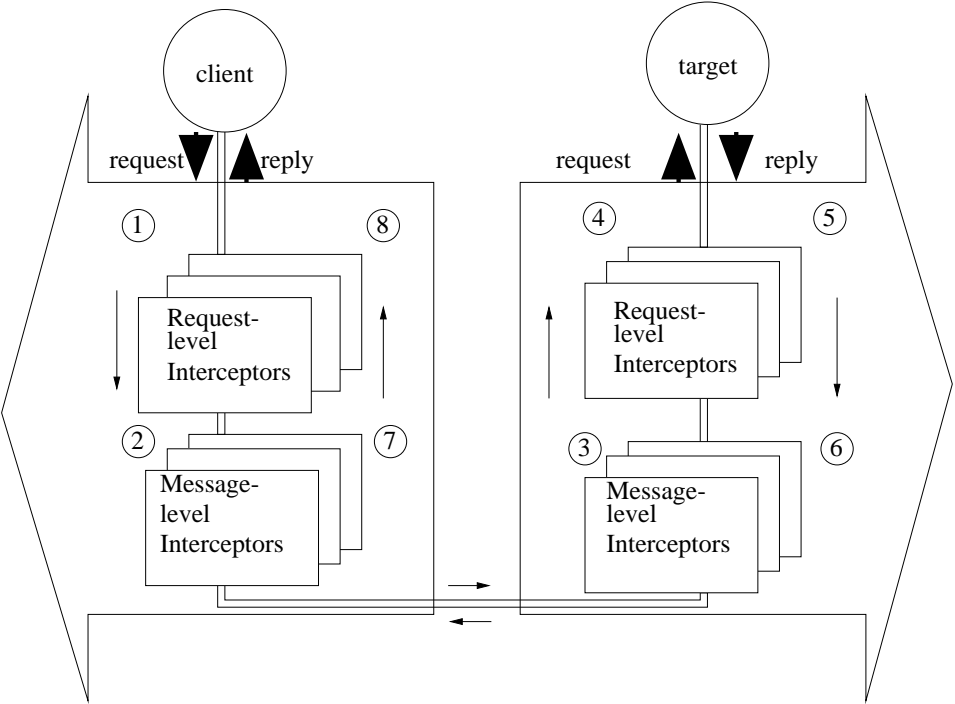 client
target
request
reply
request
reply
1
8
4
5
Request-
level
Interceptors
Request-
level
Interceptors
2
7
3
6
Message-
level
Interceptors
Message-
level
Interceptors